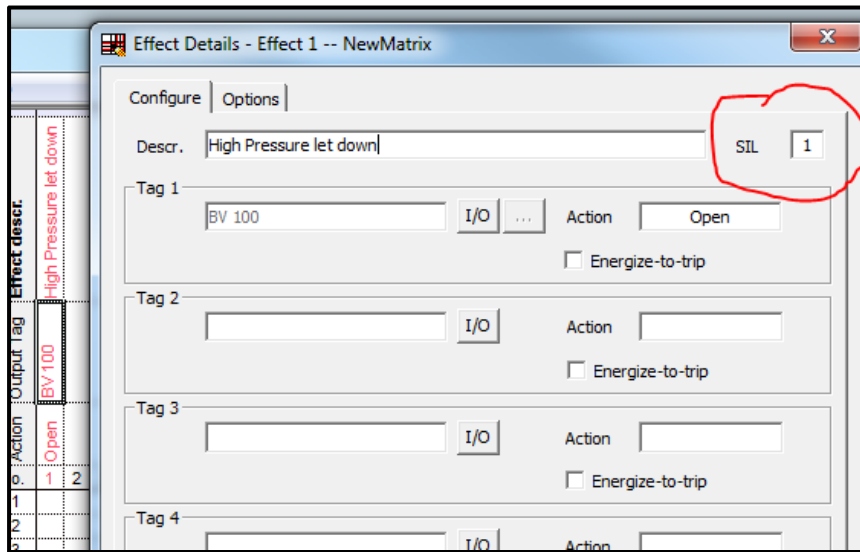 Effect Details - Effect 1 -- NewMatrix
Configure
Options
Descr.
High Pressure let down
SIL
1
Tag 1
BV 100
I/O
...
Action
Open
Energize-to-trip
Tag 2
I/O
Action
Energize-to-trip
Tag 3
I/O
Action
Energize-to-trip
Tag 4
I/O
Action
Effect descr.
High Pressure let down
Output Tag
BV100
Action
Open
o.
1
2
1
2
3